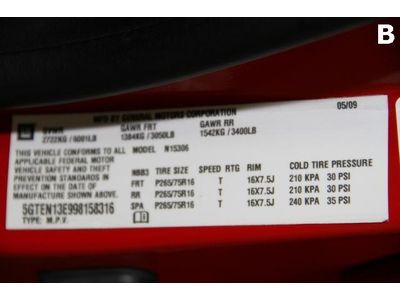 B
05/09
MFD BY GENERAL MOTORS CORPORATION
GM GVWR GAWR FRT GAWR RR
2722KG / 6001LB 1384KG / 3050LB 1542KG / 3400LB
THIS VEHICLE CONFORMS TO ALL MODEL N15306
APPLICABLE U.S. FEDERAL MOTOR VEHICLE NBB3 TIRE SIZE SPEED RTG RIM COLD TIRE PRESSURE
SAFETY AND THEFT PREVENTION FRT P265/75R16 T 16X7.5J 210 KPA 30 PSI
STANDARDS IN EFFECT ON THE DATE OF RR P265/75R16 T 16X7.5J 210 KPA 30 PSI
MANUFACTURE SHOWN ABOVE. SPA P265/75R16 T 16X7.5J 240 KPA 35 PSI
5GTEN13E998158316
TYPE: M.P.V.